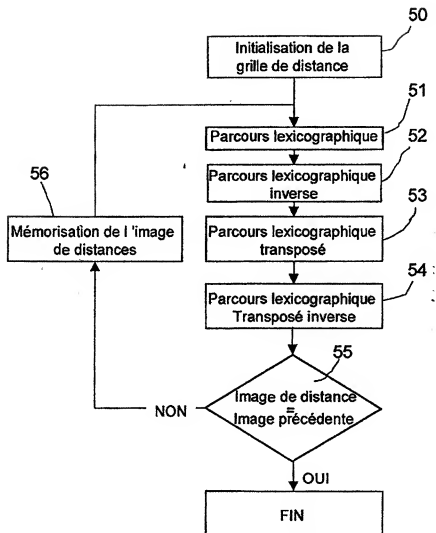 50
Initialisation de la
grille de distance
51
Parcours lexicographique
52
Parcours lexicographique
inverse
53
Parcours lexicographique
transposé
54
Parcours lexicographique
Transposé inverse
55
Image de distance
=
Image précédente
56
Mémorisation de l 'image
de distances
NON
OUI
FIN